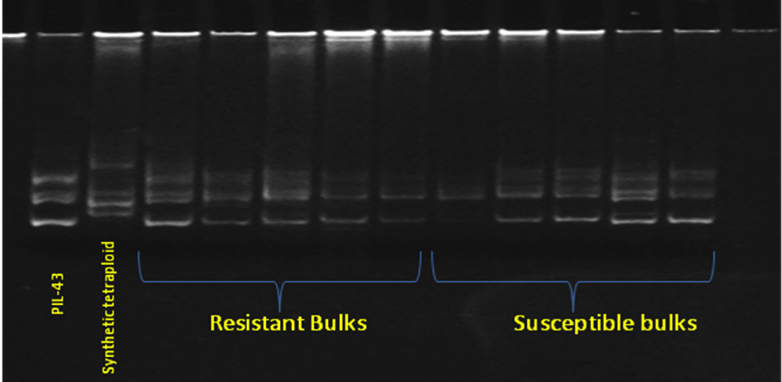 PIL-43
Synthetic tetraploid
Resistant Bulks
Susceptible bulks